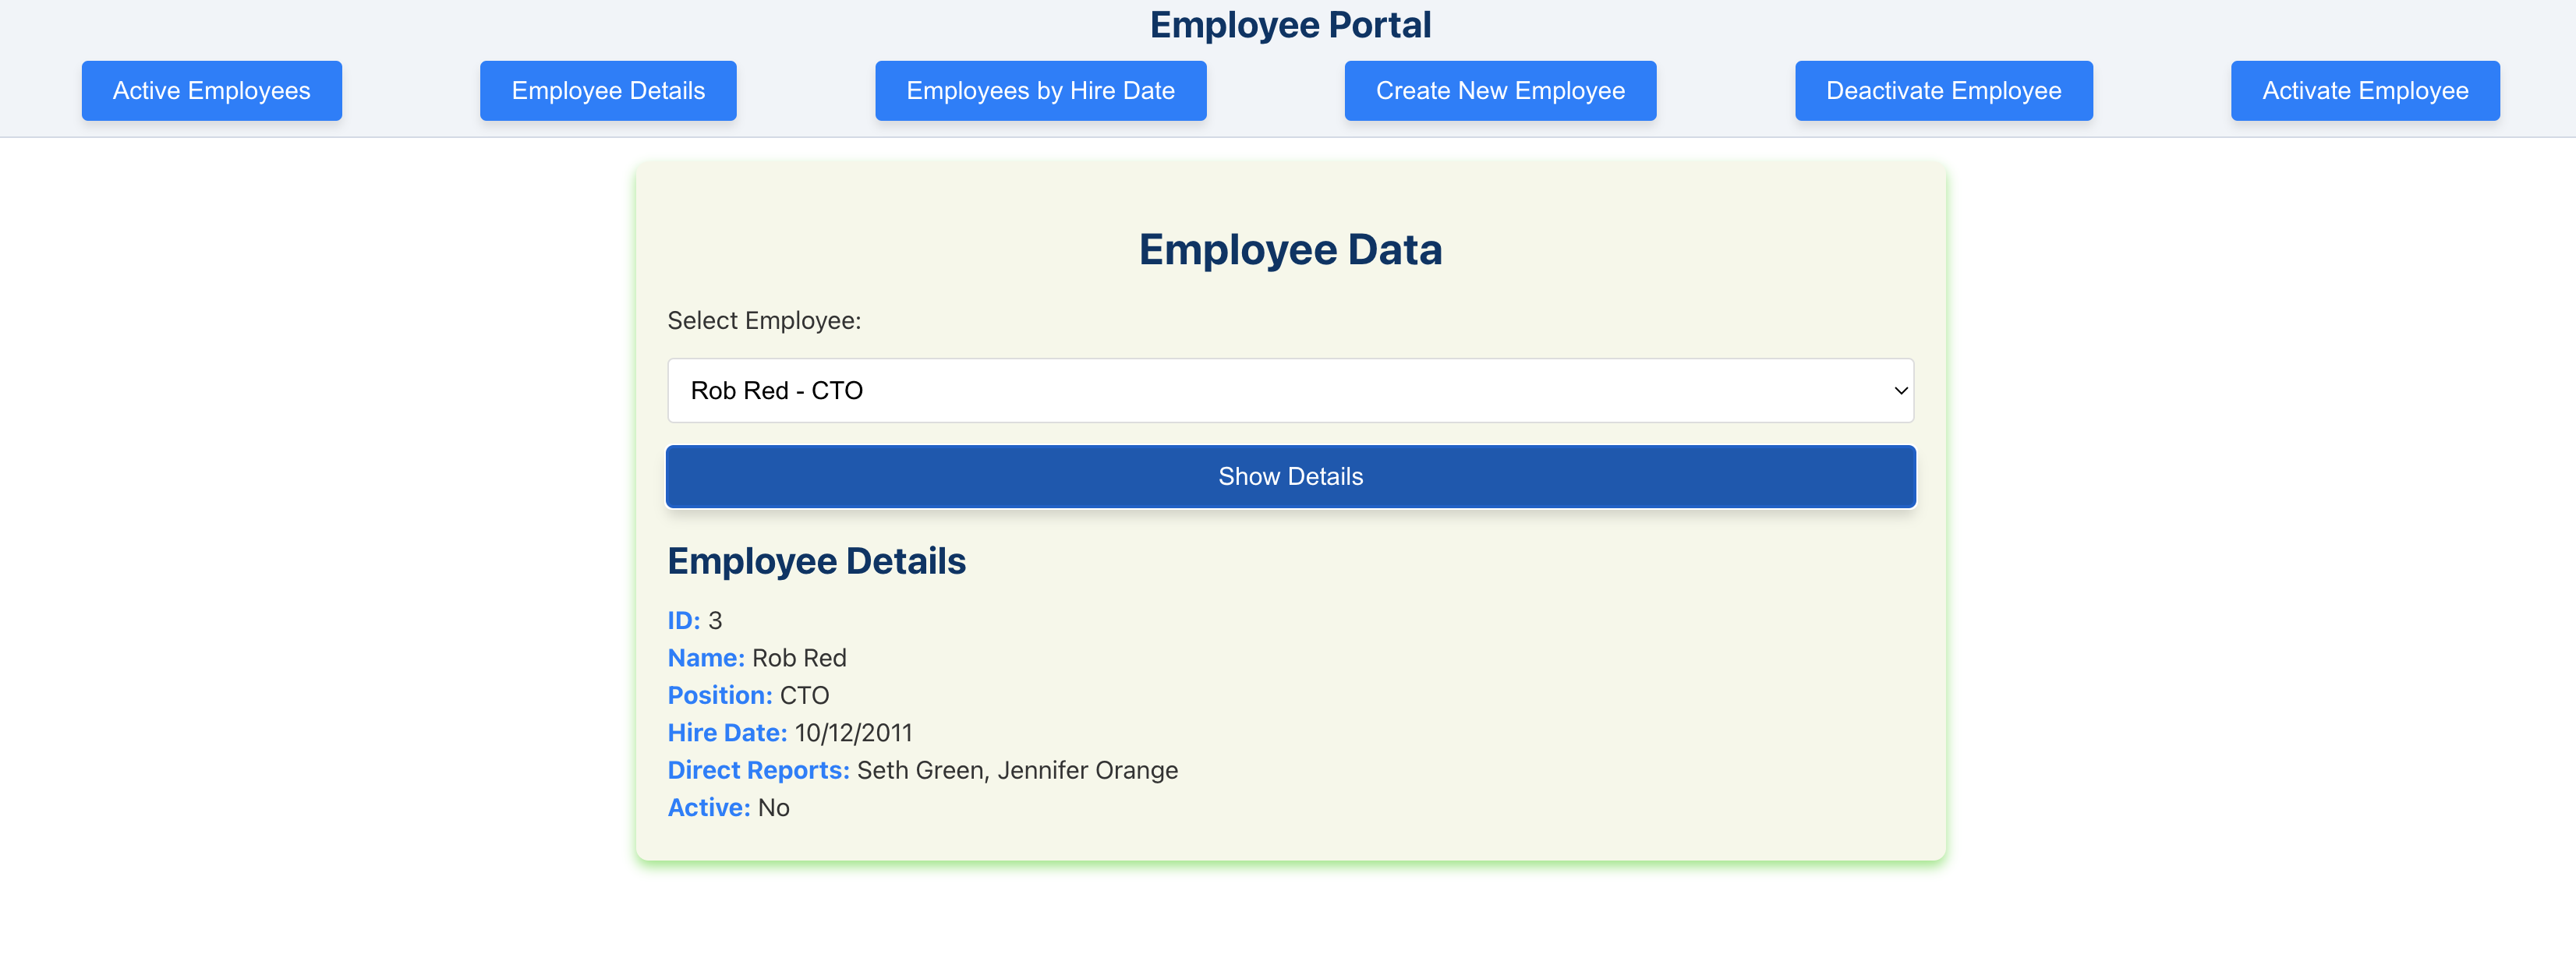 Employee Portal
Active Employees Employee Details Employees by Hire Date Create New Employee Deactivate Employee Activate Employee
Employee Data
Select Employee:
Rob Red - CTO
Show Details
Employee Details
ID: 3
Name: Rob Red
Position: CTO
Hire Date: 10/12/2011
Direct Reports: Seth Green, Jennifer Orange
Active: No